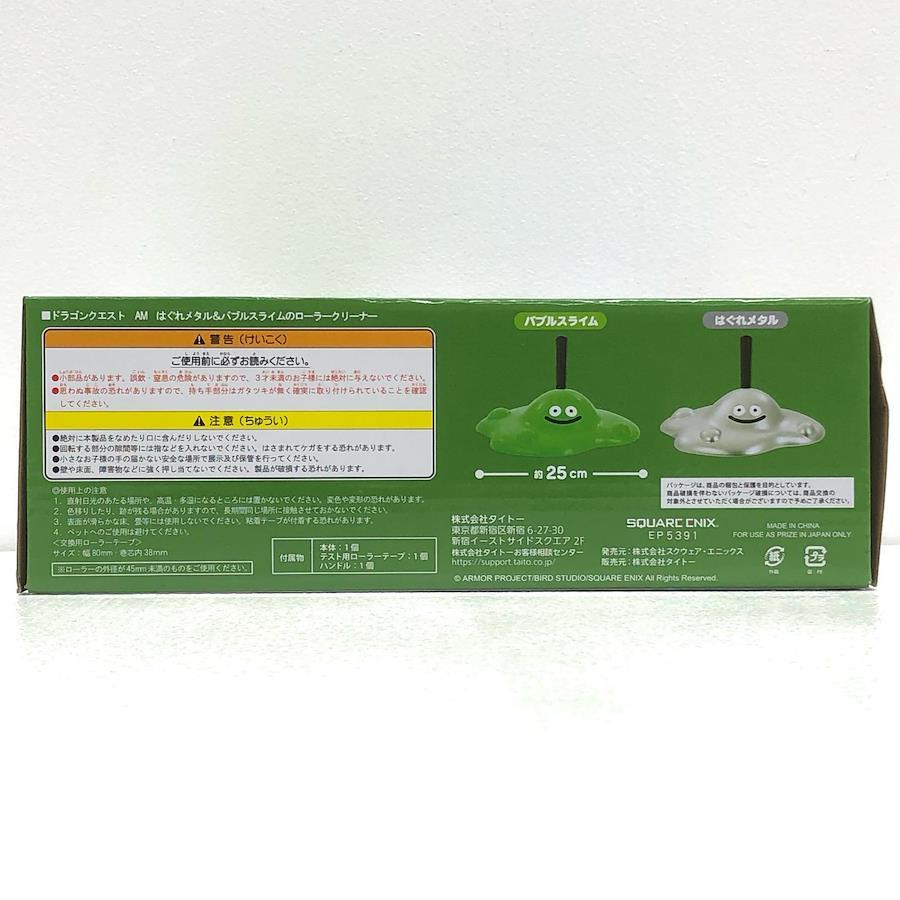 ■ドラゴンクエスト AM はぐれメタル&バブルスライムのローラークリーナー
警告(けいこく)
ご使用前に必ずお読みください。
●小部品があります。誤飲・窒息の危険がありますので、3才未満のお子様には絶対に与えないでください。
●思わぬ事故の恐れがありますので、持ち手部分はガタツキが無く確実に取り付けられていることを確認
してください。
注意(ちゅうい)
●絶対に本製品をなめたり口に含んだりしないでください。
●回転する部分の隙間等には指などを入れないでください。はさまれてケガをする恐れがあります。
●小さなお子様の手の届かない安全な場所で展示及び保管を行ってください。
●壁や床面、障害物などに強く押し当てないでください。製品が破損する恐れがあります。
◎使用上の注意
1. 直射日光のあたる場所や、高温・多湿になるところには置かないでください。変色や変形の恐れがあります。
2. 色移りしたり、跡が残る場合がありますので、長期間同じ場所に接触させておかないでください。
3. 表面が滑らかな床、畳等には使用しないでください。粘着テープが付着する恐れがあります。
4. ペットへのご使用は避けてください。
<交換用ローラーテープ>
サイズ:幅80mm・巻芯内38mm
※ローラーの外径が45mm未満のものをご使用ください。
付属物
本体:1個
テスト用ローラーテープ:1個
ハンドル:1個
バブルスライム
はぐれメタル
約25cm
パッケージは、商品の梱包と保護を目的としています。
商品破損を伴わないパッケージ破損については、商品交換の
対象外とさせていただく場合がございますので予めご了承ください。
株式会社タイトー
東京都新宿区新宿6-27-30
新宿イーストサイドスクエア 2F
株式会社タイトーお客様相談センター
https://support.taito.co.jp/
SQUARE ENIX.
EP5391
発売元:株式会社スクウェア・エニックス
販売元:株式会社タイトー
MADE IN CHINA
FOR USE AS PRIZE IN JAPAN ONLY.
© ARMOR PROJECT/BIRD STUDIO/SQUARE ENIX All Rights Reserved.
紙
外箱
プラ
袋:PE